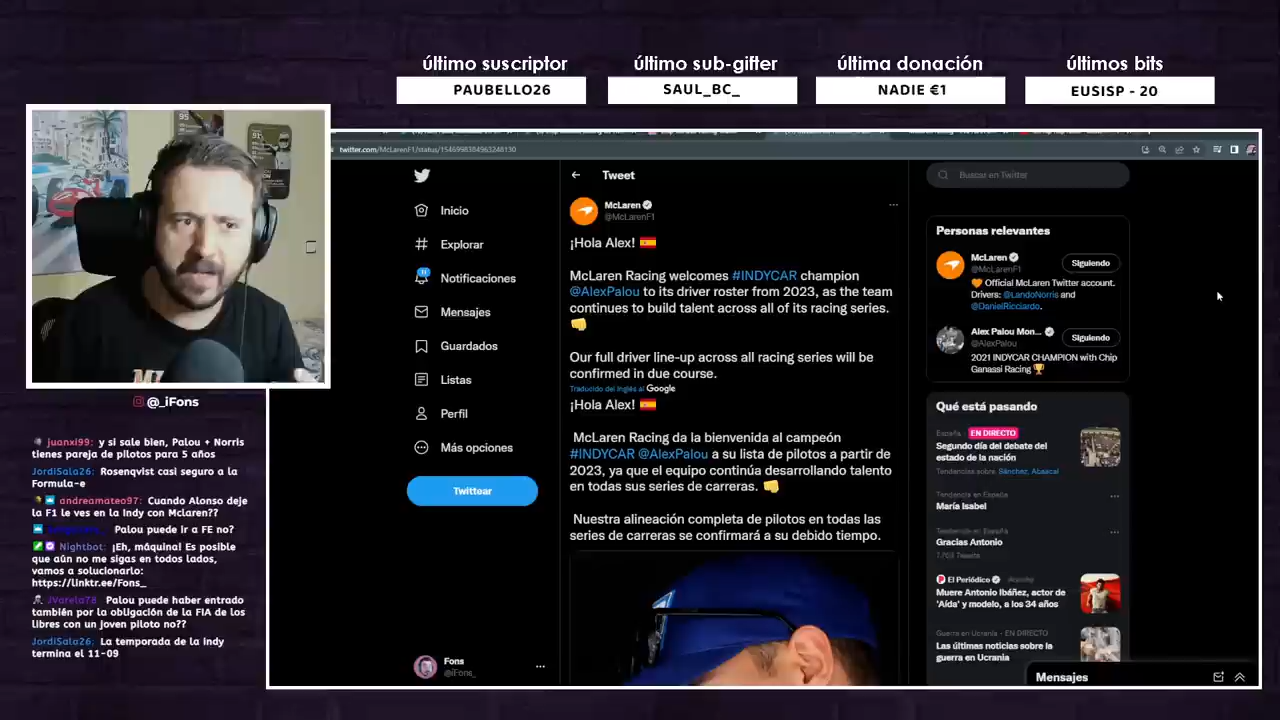 último suscriptor
PAUBELLO26
último sub-gifter
SAUL_BC_
última donación
NADIE €1
últimos bits
EUSISP - 20
95
twitter.com/McLarenF1/status/1546998384963248130
Inicio
Explorar
11
Notificaciones
Mensajes
Guardados
Listas
Perfil
Más opciones
Twittear
Fons
@iFons_
Tweet
McLaren
@McLarenF1
¡Hola Alex! 🇪🇸
McLaren Racing welcomes #INDYCAR champion
@AlexPalou to its driver roster from 2023, as the team
continues to build talent across all of its racing series.
👊
Our full driver line-up across all racing series will be
confirmed in due course.
Traducido del inglés al Google
¡Hola Alex! 🇪🇸
McLaren Racing da la bienvenida al campeón
#INDYCAR @AlexPalou a su lista de pilotos a partir de
2023, ya que el equipo continúa desarrollando talento
en todas sus series de carreras. 👊
Nuestra alineación completa de pilotos en todas las
series de carreras se confirmará a su debido tiempo.
Buscar en Twitter
Personas relevantes
McLaren
@McLarenF1
Siguiendo
🧡 Official McLaren Twitter account.
Drivers: @LandoNorris and
@DanielRicciardo.
Alex Palou Mon...
@AlexPalou
Siguiendo
2021 INDYCAR CHAMPION with Chip
Ganassi Racing 🏆
Qué está pasando
España · EN DIRECTO
Segundo día del debate del
estado de la nación
Tendencias sobre Sánchez, Abascal
Tendencia en España
María Isabel
Tendencia en España
Gracias Antonio
1.763 Tweets
El Periódico
Muere Antonio Ibáñez, actor de
'Aída' y modelo, a los 34 años
Guerra en Ucrania · EN DIRECTO
Las últimas noticias sobre la
guerra en Ucrania
Mensajes
@_iFons
juanxi99: y si sale bien, Palou + Norris
tienes pareja de pilotos para 5 años
JordiSala26: Rosenqvist casi seguro a la
Formula-e
andreamateo97: Cuando Alonso deje
la F1 le ves en la Indy con Mclaren??
Palou puede ir a FE no?
Nightbot: ¡Eh, máquina! Es posible
que aún no me sigas en todos lados,
vamos a solucionarlo:
https://linktr.ee/Fons_
JVarela78: Palou puede haber entrado
también por la obligación de la FIA de los
libres con un joven piloto no??
JordiSala26: La temporada de la indy
termina el 11-09